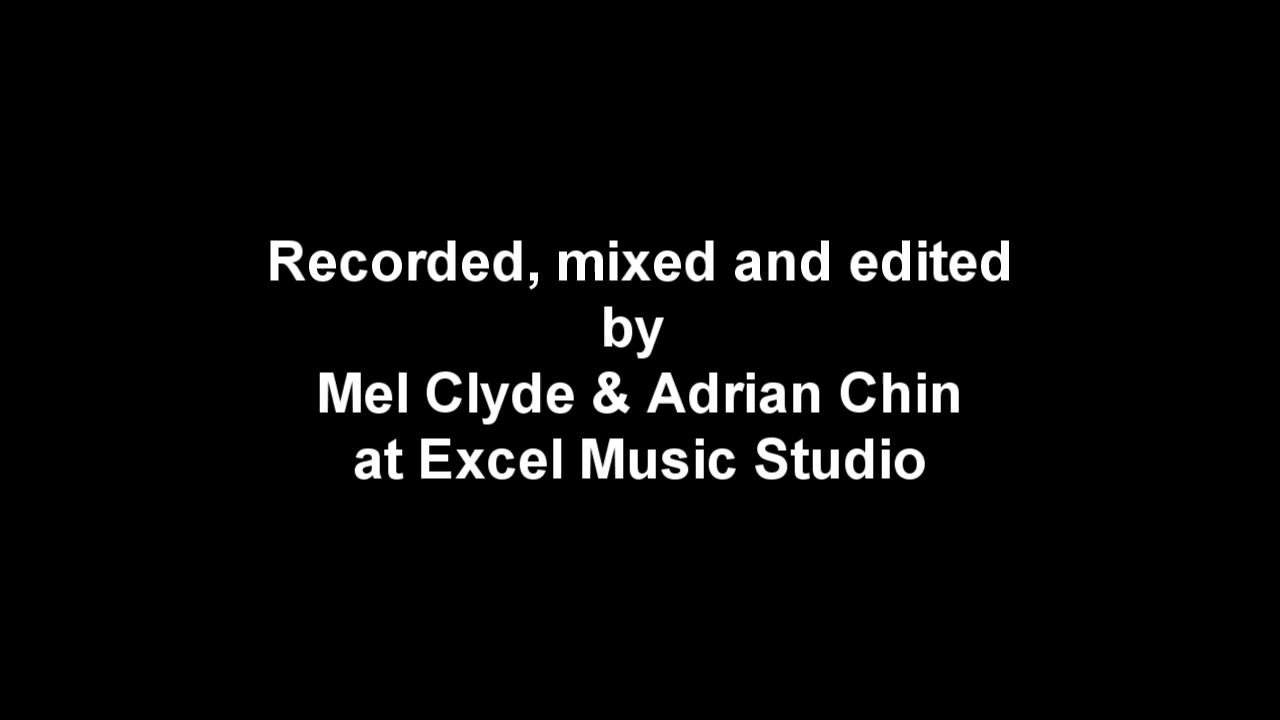 Recorded, mixed and edited
by
Mel Clyde & Adrian Chin
at Excel Music Studio